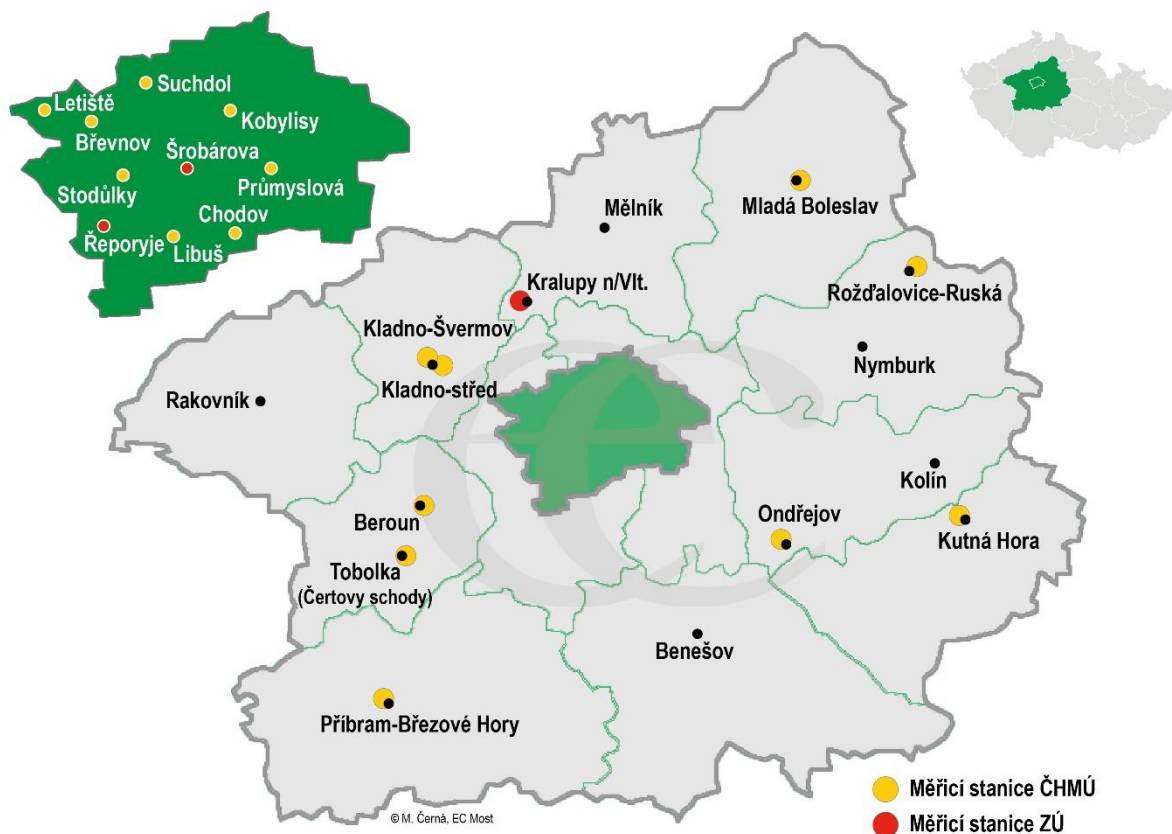 Suchdol
Letiště
Kobylisy
Břevnov
Šrobárova
Stodůlky
Průmyslová
Chodov
Řeporyje
Libuš
Mladá Boleslav
Mělník
Rožďalovice-Ruská
Kralupy n/Vlt.
Kladno-Švermov
Nymburk
Kladno-střed
Rakovník
Kolín
Ondřejov
Beroun
Kutná Hora
Tobolka
(Čertovy schody)
Benešov
Příbram-Březové Hory
Měřicí stanice ČHMÚ
© M. Černá, EC Most
Měřicí stanice ZÚ